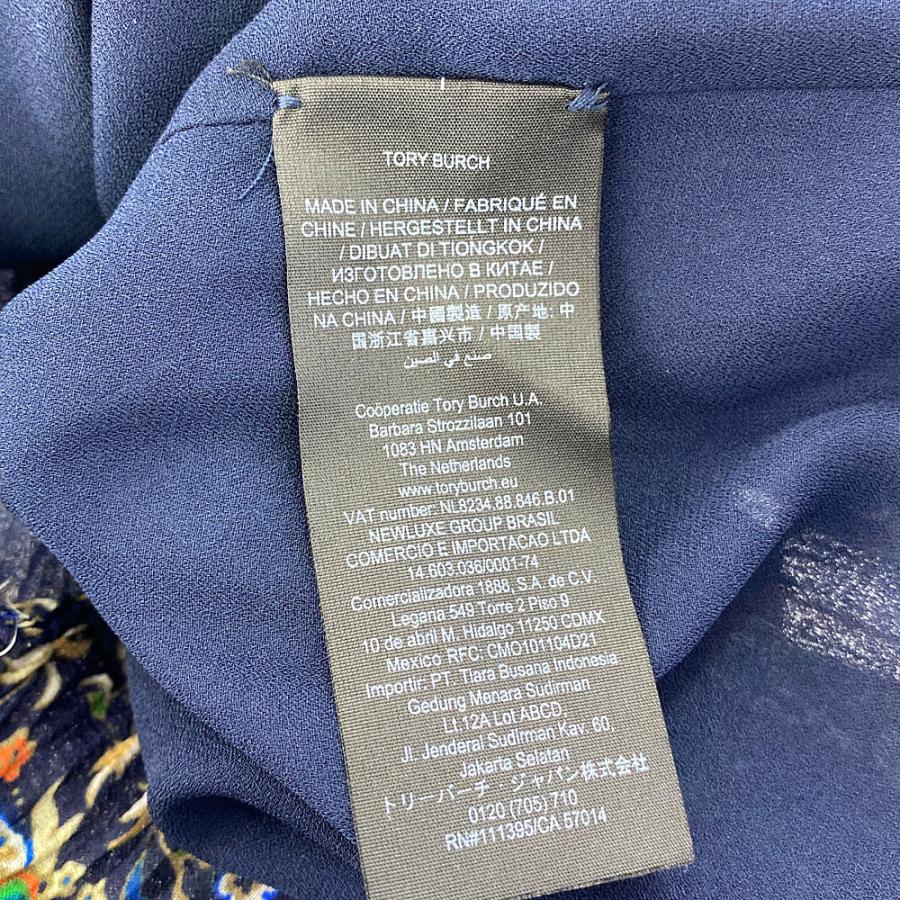 TORY BURCH
MADE IN CHINA / FABRIQUÉ EN
CHINE / HERGESTELLT IN CHINA
/ DIBUAT DI TIONGKOK /
ИЗГОТОВЛЕНО В КИТАЕ /
HECHO EN CHINA / PRODUZIDO
NA CHINA / 中國製造 / 原产地: 中
国浙江省嘉兴市 / 中国製
صنع في الصين
Coöperatie Tory Burch U.A.
Barbara Strozzilaan 101
1083 HN Amsterdam
The Netherlands
www.toryburch.eu
VAT number: NL8234.88.846.B.01
NEWLUXE GROUP BRASIL
COMERCIO E IMPORTACAO LTDA
14.603.036/0001-74
Comercializadora 1888, S.A. de C.V.
Legaria 549 Torre 2 Piso 9
10 de abril M. Hidalgo 11250 CDMX
Mexico RFC: CMO101104D21
Importir: PT. Tiara Busana Indonesia
Gedung Menara Sudirman
Lt.12A Lot ABCD,
Jl. Jenderal Sudirman Kav. 60,
Jakarta Selatan
トリーバーチ・ジャパン株式会社
0120 (705) 710
RN#111395/CA 57014